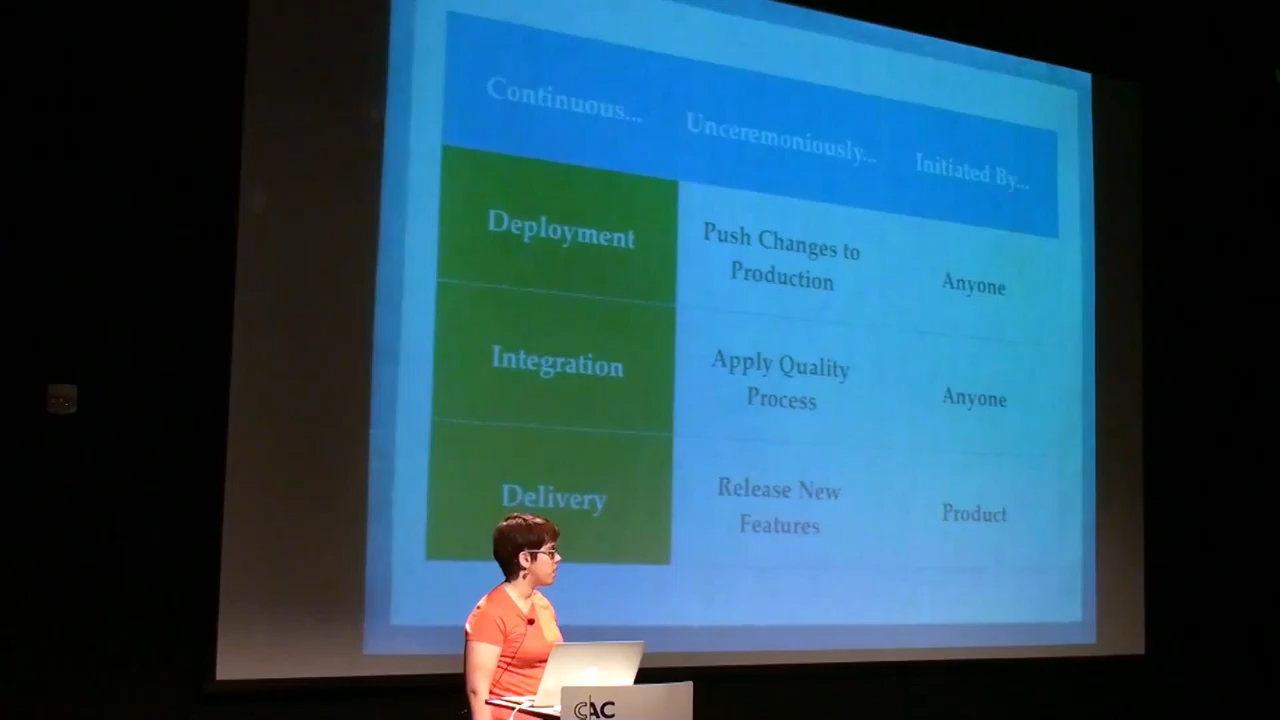 Continuous... Unceremoniously... Initiated By...
Deployment
Push Changes to
Production
Anyone
Integration
Apply Quality
Process
Anyone
Delivery
Release New
Features
Product
CAC